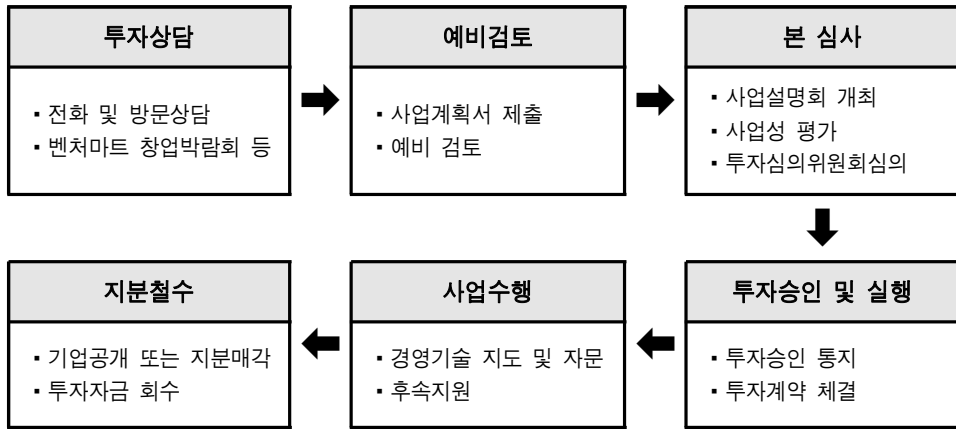 투자상담
▪ 전화 및 방문상담
▪ 벤처마트 창업박람회 등
예비검토
▪ 사업계획서 제출
▪ 예비 검토
본 심사
▪ 사업설명회 개최
▪ 사업성 평가
▪ 투자심의위원회심의
투자승인 및 실행
▪ 투자승인 통지
▪ 투자계약 체결
사업수행
▪ 경영기술 지도 및 자문
▪ 후속지원
지분철수
▪ 기업공개 또는 지분매각
▪ 투자자금 회수